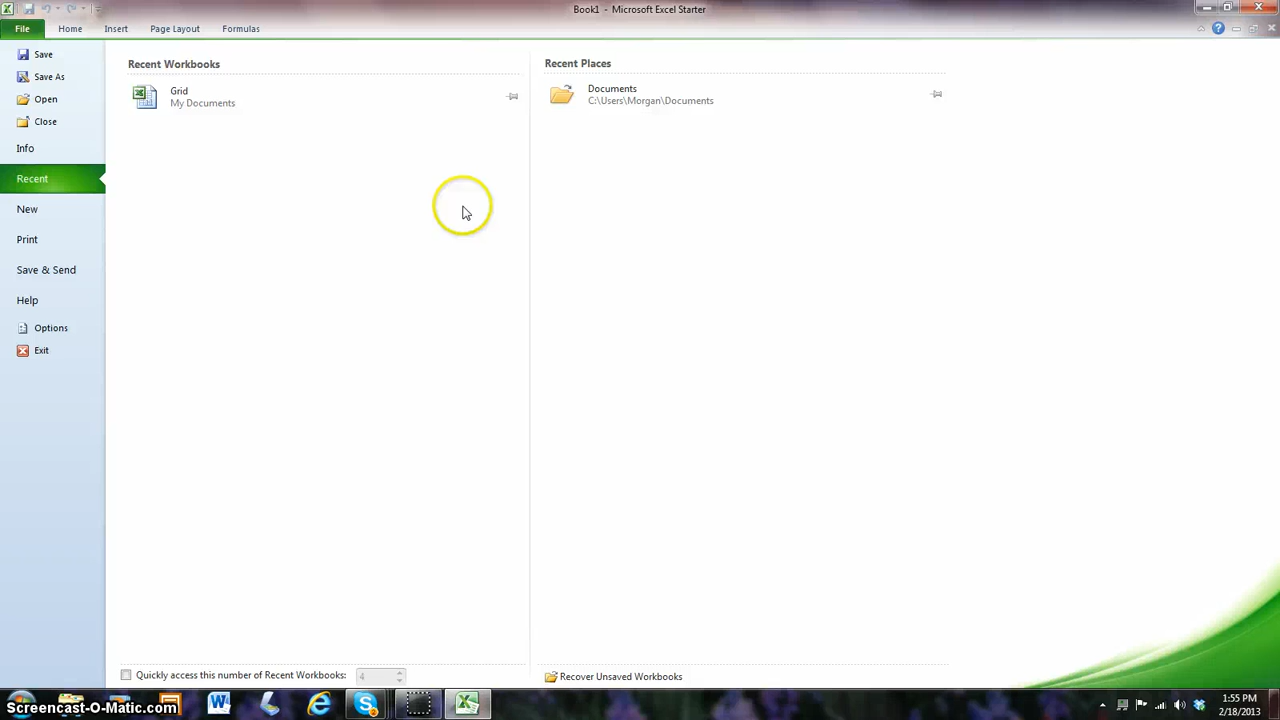 Book1 - Microsoft Excel Starter
File Home Insert Page Layout Formulas
Save
Save As
Open
Close
Info
Recent
New
Print
Save & Send
Help
Options
Exit
Recent Workbooks
Grid
My Documents
Quickly access this number of Recent Workbooks: 4
Recent Places
Documents
C:\Users\Morgan\Documents
Recover Unsaved Workbooks
Screencast-O-Matic.com
1:55 PM
2/18/2013